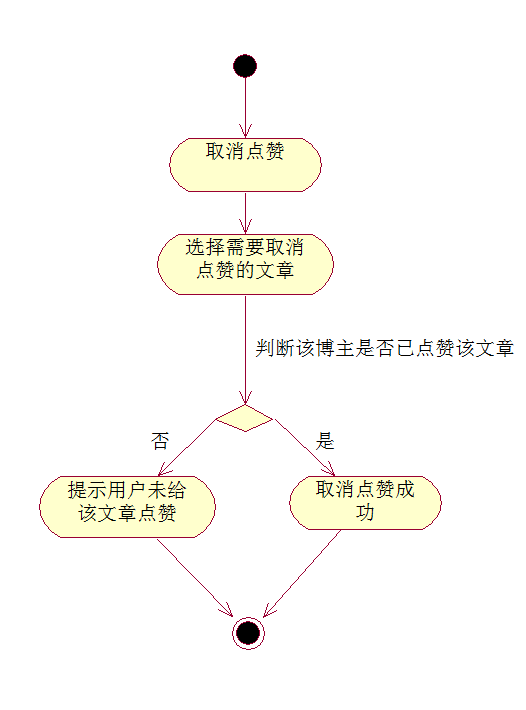 取消点赞
选择需要取消
点赞的文章
判断该博主是否已点赞该文章
否
是
提示用户未给
该文章点赞
取消点赞成
功